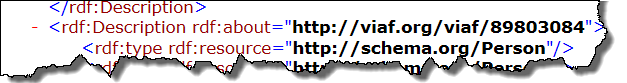 </rdf:Description>
- <rdf:Description rdf:about="http://viaf.org/viaf/89803084">
<rdf:type rdf:resource="http://schema.org/Person"/>